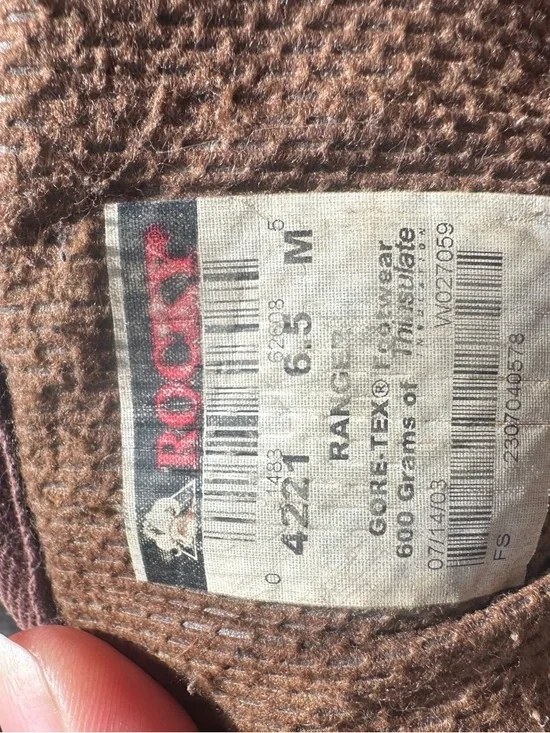 ROCKY®
0 1483 62608 5
4221 6.5 M
RANGER
GORE-TEX® Footwear
600 Grams of Thinsulate
INSULATION
07/14/03 W027059
FS 2307040578